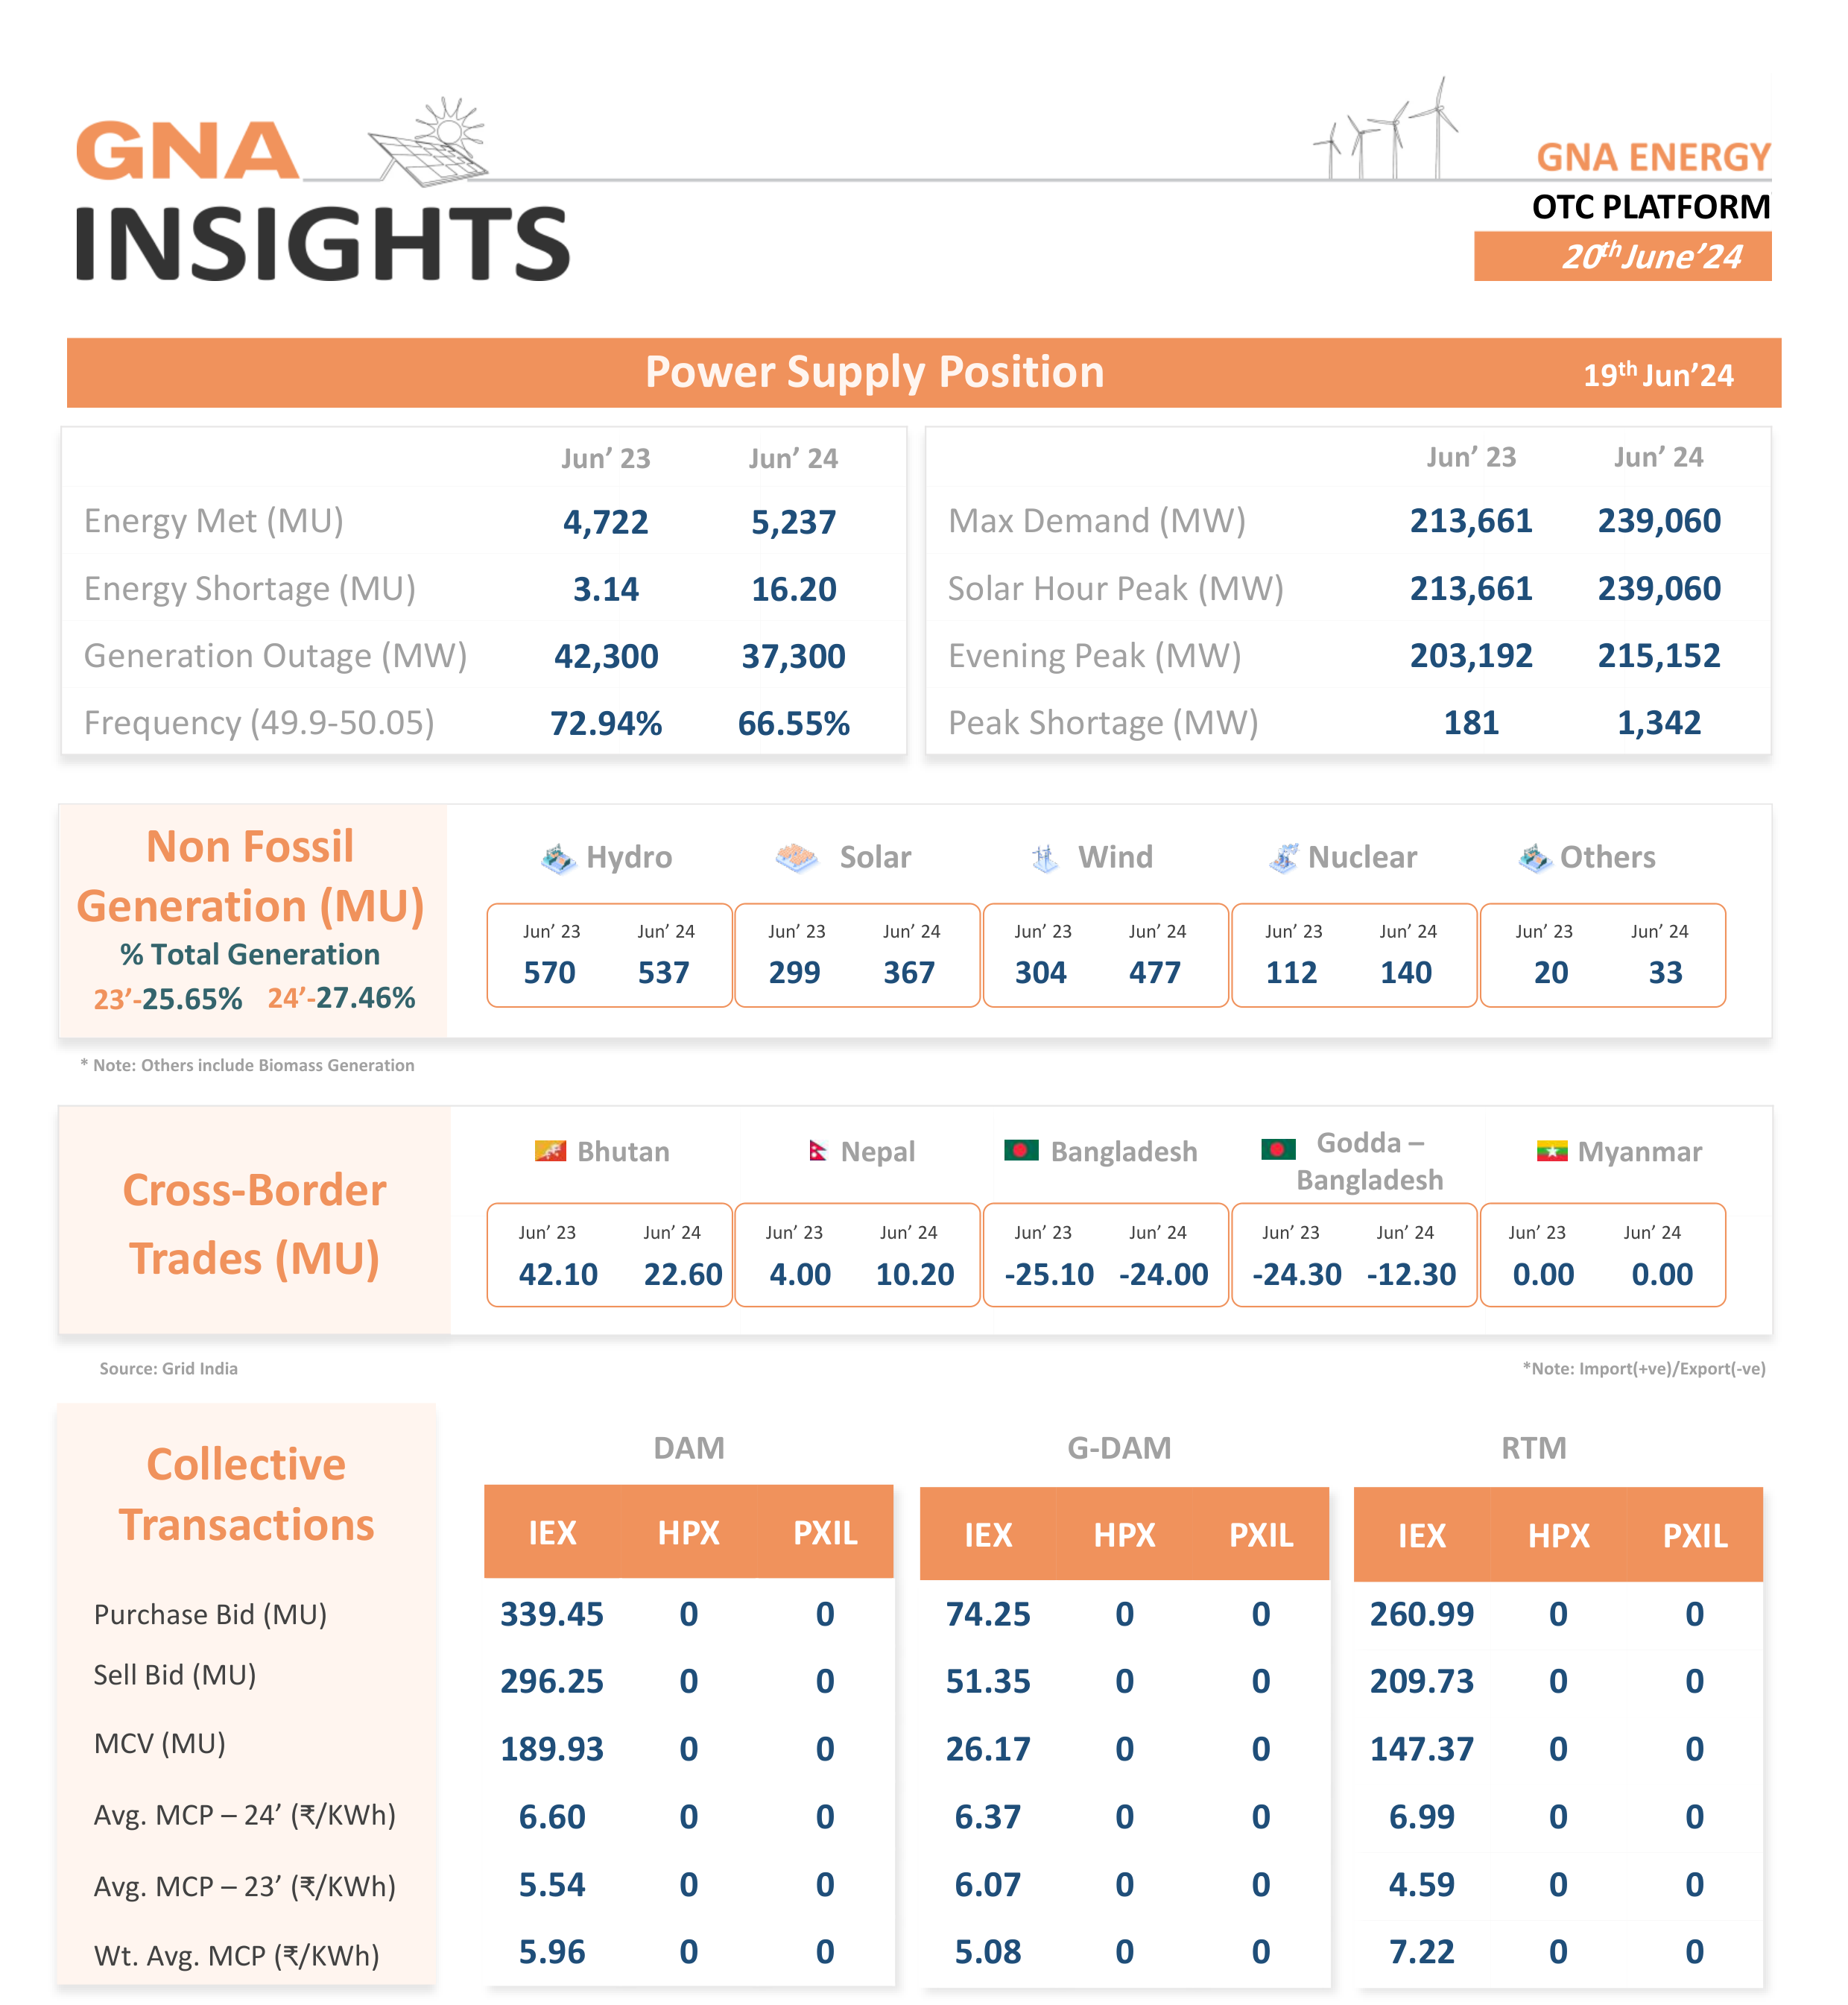 GNA
INSIGHTS
GNA ENERGY
OTC PLATFORM
20th June’24
Power Supply Position 19th Jun’24
Jun’ 23 Jun’ 24
Energy Met (MU) 4,722 5,237
Energy Shortage (MU) 3.14 16.20
Generation Outage (MW) 42,300 37,300
Frequency (49.9-50.05) 72.94% 66.55%
Jun’ 23 Jun’ 24
Max Demand (MW) 213,661 239,060
Solar Hour Peak (MW) 213,661 239,060
Evening Peak (MW) 203,192 215,152
Peak Shortage (MW) 181 1,342
Non Fossil
Generation (MU)
% Total Generation
23’-25.65% 24’-27.46%
Hydro Solar Wind Nuclear Others
Jun’ 23 Jun’ 24 Jun’ 23 Jun’ 24 Jun’ 23 Jun’ 24 Jun’ 23 Jun’ 24 Jun’ 23 Jun’ 24
570 537 299 367 304 477 112 140 20 33
* Note: Others include Biomass Generation
Cross-Border
Trades (MU)
Bhutan Nepal Bangladesh Godda –
Bangladesh Myanmar
Jun’ 23 Jun’ 24 Jun’ 23 Jun’ 24 Jun’ 23 Jun’ 24 Jun’ 23 Jun’ 24 Jun’ 23 Jun’ 24
42.10 22.60 4.00 10.20 -25.10 -24.00 -24.30 -12.30 0.00 0.00
Source: Grid India *Note: Import(+ve)/Export(-ve)
Collective
Transactions
DAM G-DAM RTM
IEX HPX PXIL IEX HPX PXIL IEX HPX PXIL
Purchase Bid (MU) 339.45 0 0 74.25 0 0 260.99 0 0
Sell Bid (MU) 296.25 0 0 51.35 0 0 209.73 0 0
MCV (MU) 189.93 0 0 26.17 0 0 147.37 0 0
Avg. MCP – 24’ (₹/KWh) 6.60 0 0 6.37 0 0 6.99 0 0
Avg. MCP – 23’ (₹/KWh) 5.54 0 0 6.07 0 0 4.59 0 0
Wt. Avg. MCP (₹/KWh) 5.96 0 0 5.08 0 0 7.22 0 0